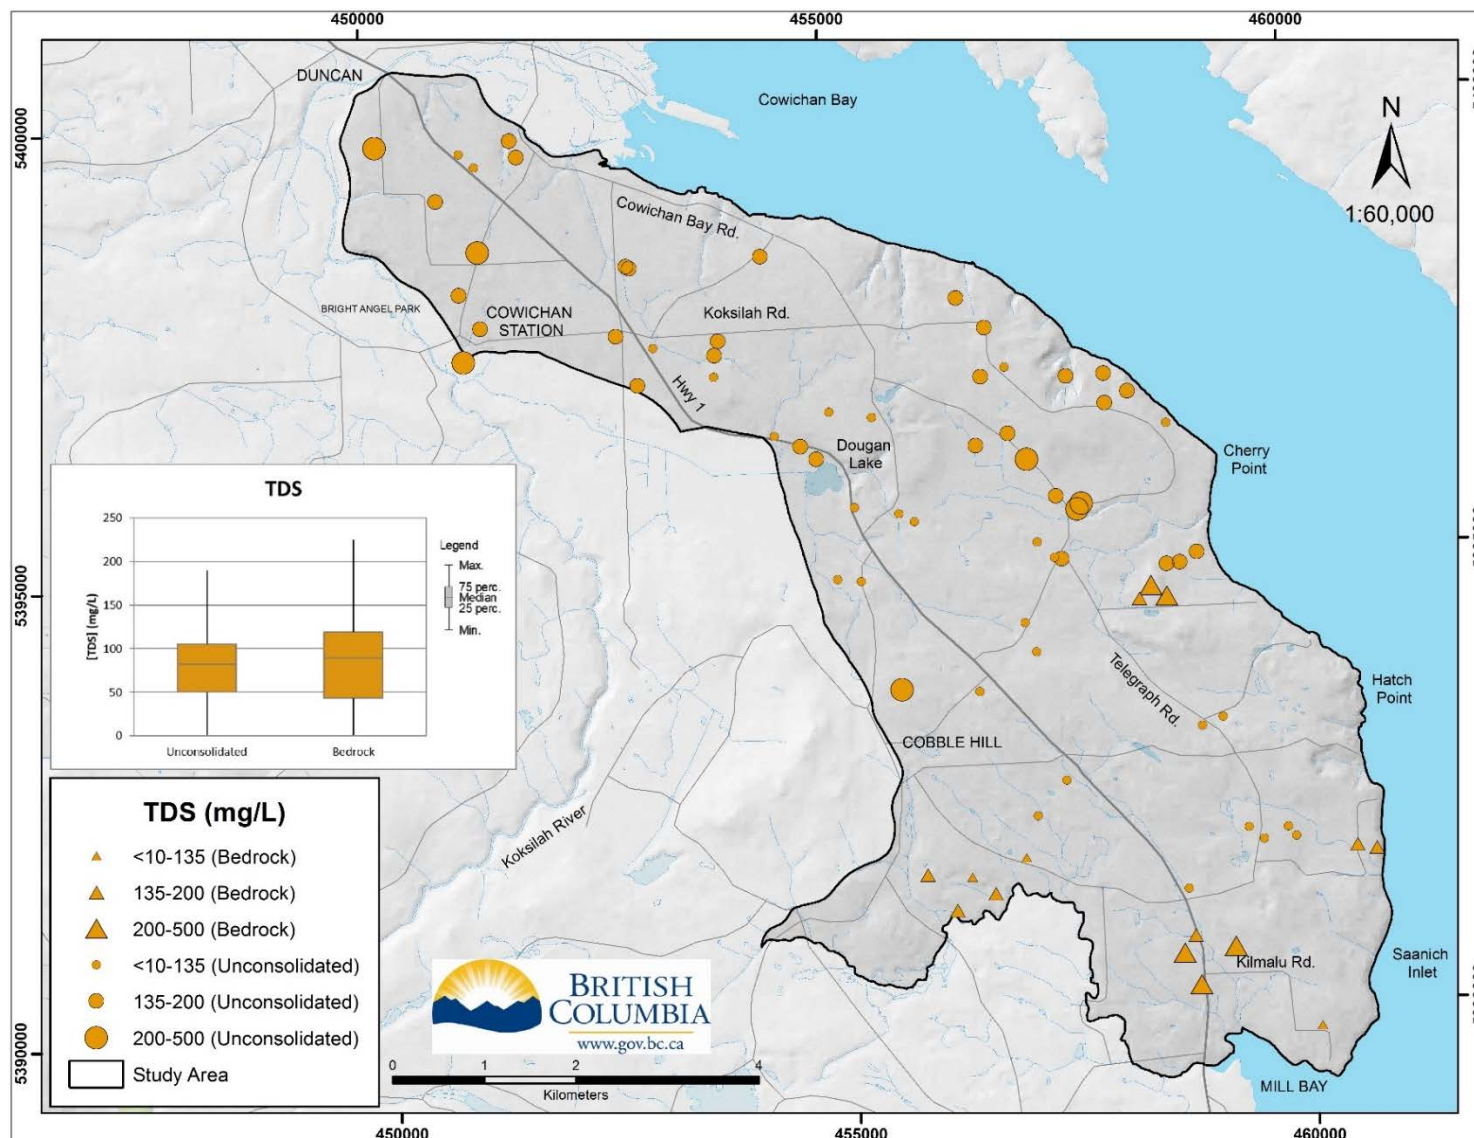 450000
455000
460000
DUNCAN
Cowichan Bay
N
1:60,000
5400000
Cowichan Bay Rd.
BRIGHT ANGEL PARK
COWICHAN
STATION
Koksilah Rd.
Hwy 1
Dougan
Lake
Cherry
Point
TDS
250
200
150
100
50
0
[TDS] (mg/L)
Unconsolidated
Bedrock
Legend
Max.
75 perc.
Median
25 perc.
Min.
5395000
Telegraph Rd.
Hatch
Point
COBBLE HILL
Koksilah River
TDS (mg/L)
<10-135 (Bedrock)
135-200 (Bedrock)
200-500 (Bedrock)
<10-135 (Unconsolidated)
135-200 (Unconsolidated)
200-500 (Unconsolidated)
Study Area
BRITISH
COLUMBIA
www.gov.bc.ca
Kilmalu Rd.
Saanich
Inlet
5390000
0 1 2 4
Kilometers
MILL BAY
450000
455000
460000